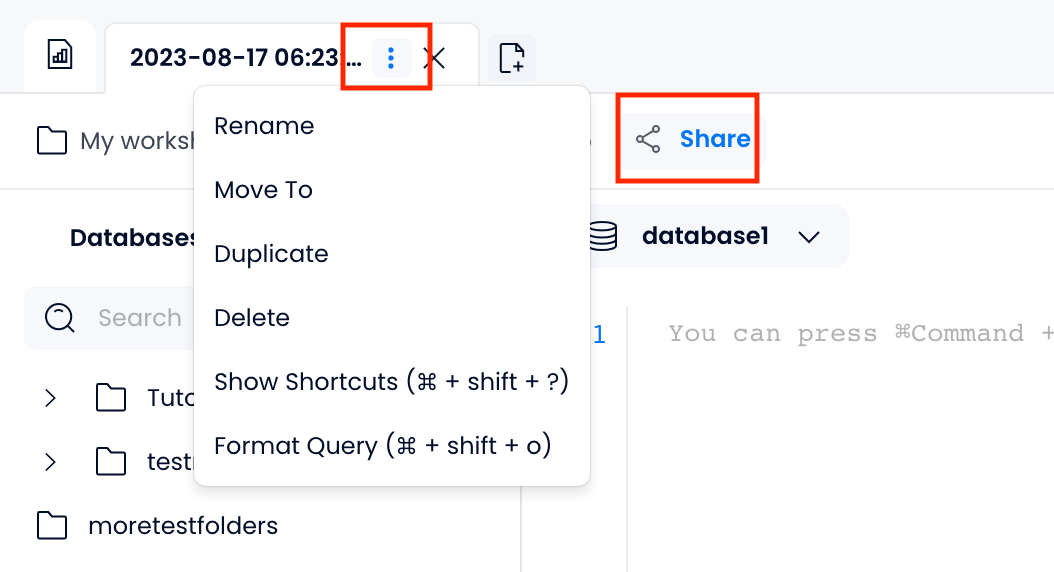 2023-08-17 06:23:...
My worksh
Share
Rename
Move To
Duplicate
Delete
Show Shortcuts (⌘ + shift + ?)
Format Query (⌘ + shift + o)
Databases
database1
Search
1
You can press ⌘Command +
Tuto
test
moretestfolders